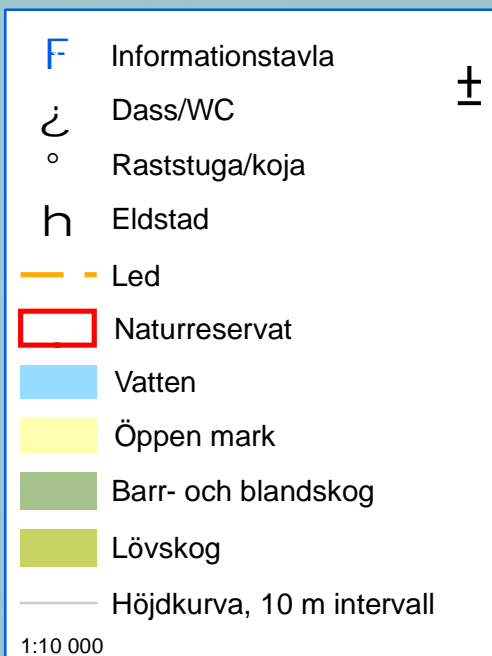 F Informationstavla
±
¿ Dass/WC
° Raststuga/koja
h Eldstad
Led
Naturreservat
Vatten
Öppen mark
Barr- och blandskog
Lövskog
Höjdkurva, 10 m intervall
1:10 000